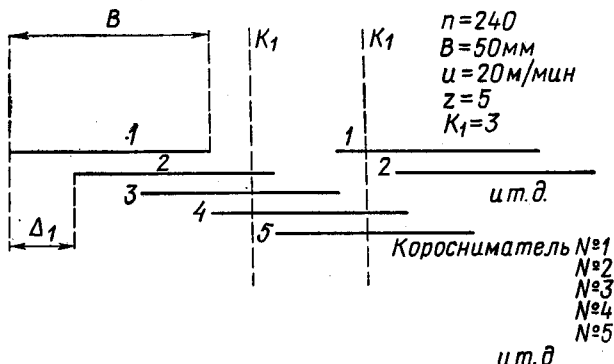 B
K₁
K₁
n=240
B=50мм
u=20м/мин
z=5
K₁=3
1
1
2
2
3
и т.д.
4
Δ₁
5
Коросниматель №1
№2
№3
№4
№5
и т.д